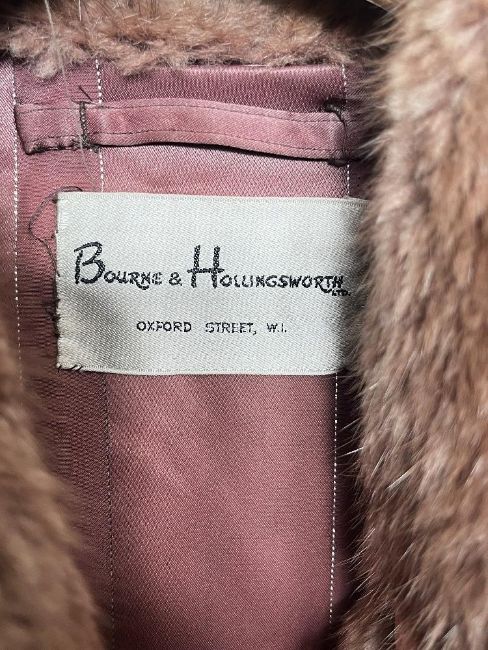 BOURNE & HOLLINGSWORTH LTD.
OXFORD STREET, W.1.